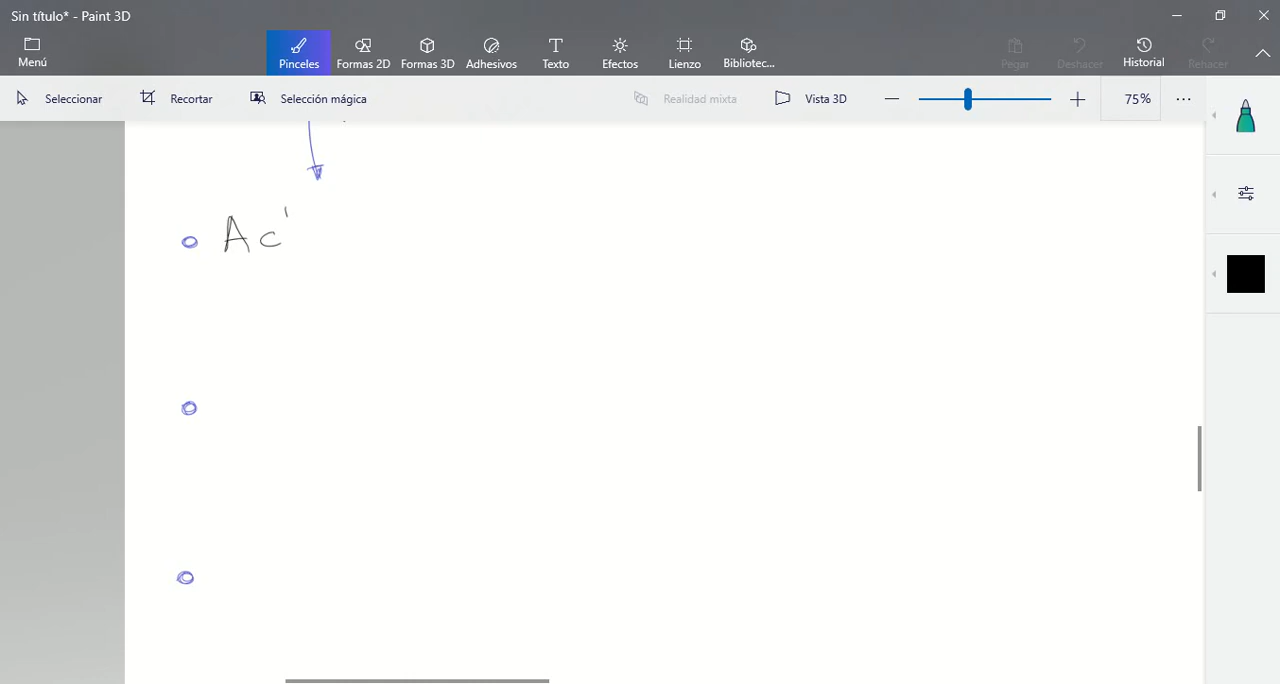 Sin título* - Paint 3D
Menú
Pinceles
Formas 2D
Formas 3D
Adhesivos
Texto
Efectos
Lienzo
Bibliotec...
Pegar
Deshacer
Historial
Rehacer
Seleccionar
Recortar
Selección mágica
Realidad mixta
Vista 3D
75%
Ac'